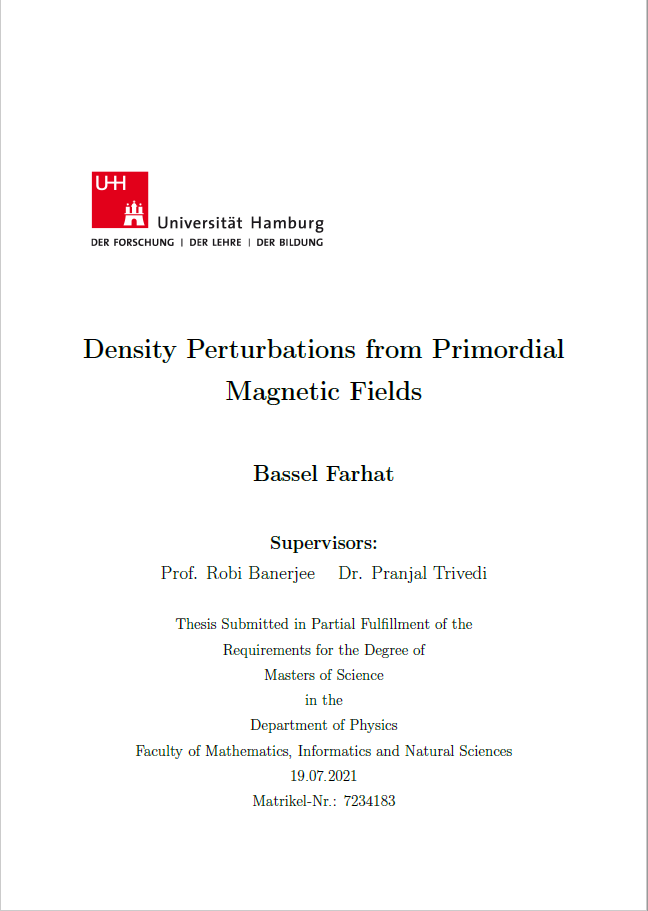 UHH
Universität Hamburg
DER FORSCHUNG | DER LEHRE | DER BILDUNG
Density Perturbations from Primordial
Magnetic Fields
Bassel Farhat
Supervisors:
Prof. Robi Banerjee Dr. Pranjal Trivedi
Thesis Submitted in Partial Fulfillment of the
Requirements for the Degree of
Masters of Science
in the
Department of Physics
Faculty of Mathematics, Informatics and Natural Sciences
19.07.2021
Matrikel-Nr.: 7234183